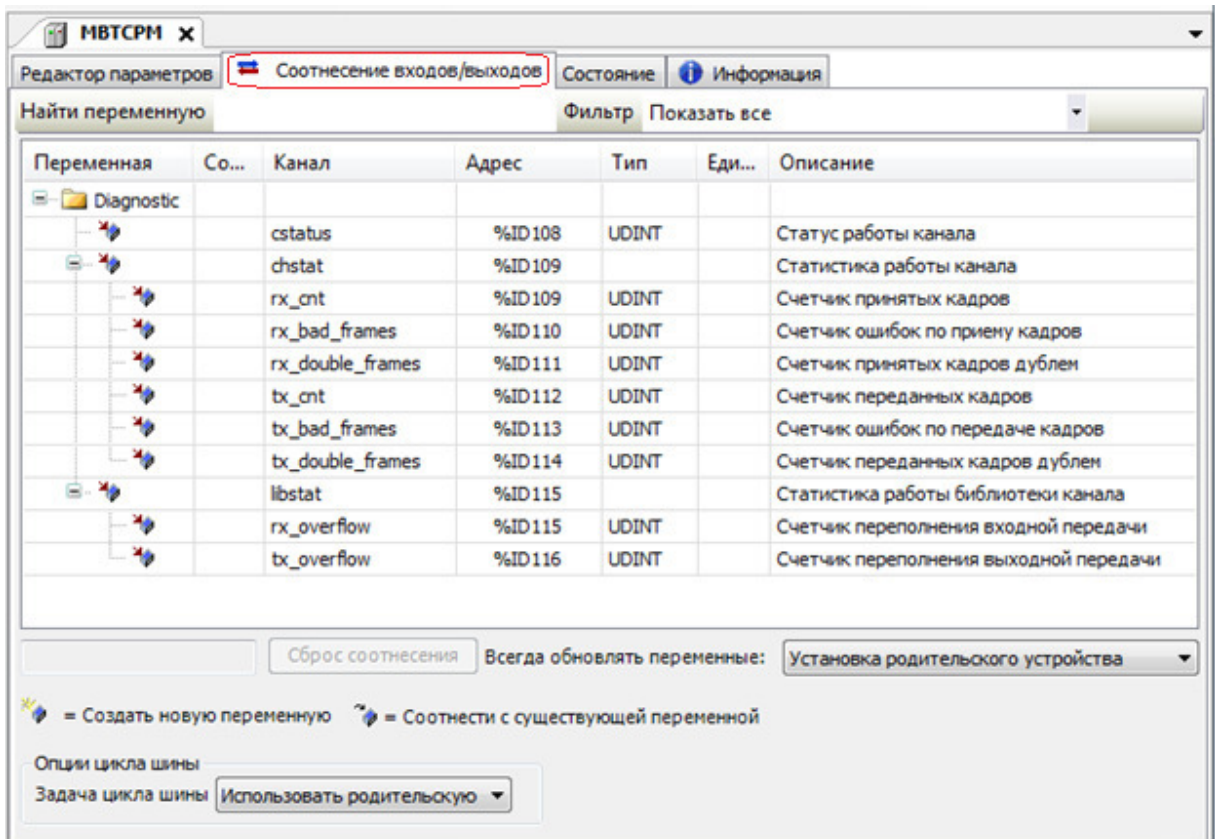 MBTCPM
Редактор параметров Соотнесение входов/выходов Состояние Информация
Найти переменную Фильтр Показать все
Переменная Со... Канал Адрес Тип Еди... Описание
Diagnostic
cstatus %ID108 UDINT Статус работы канала
chstat %ID109 Статистика работы канала
rx_cnt %ID109 UDINT Счетчик принятых кадров
rx_bad_frames %ID110 UDINT Счетчик ошибок по приему кадров
rx_double_frames %ID111 UDINT Счетчик принятых кадров дублем
tx_cnt %ID112 UDINT Счетчик переданных кадров
tx_bad_frames %ID113 UDINT Счетчик ошибок по передаче кадров
tx_double_frames %ID114 UDINT Счетчик переданных кадров дублем
libstat %ID115 Статистика работы библиотеки канала
rx_overflow %ID115 UDINT Счетчик переполнения входной передачи
tx_overflow %ID116 UDINT Счетчик переполнения выходной передачи
Сброс соотнесения Всегда обновлять переменные: Установка родительского устройства
= Создать новую переменную = Соотнести с существующей переменной
Опции цикла шины
Задача цикла шины Использовать родительскую